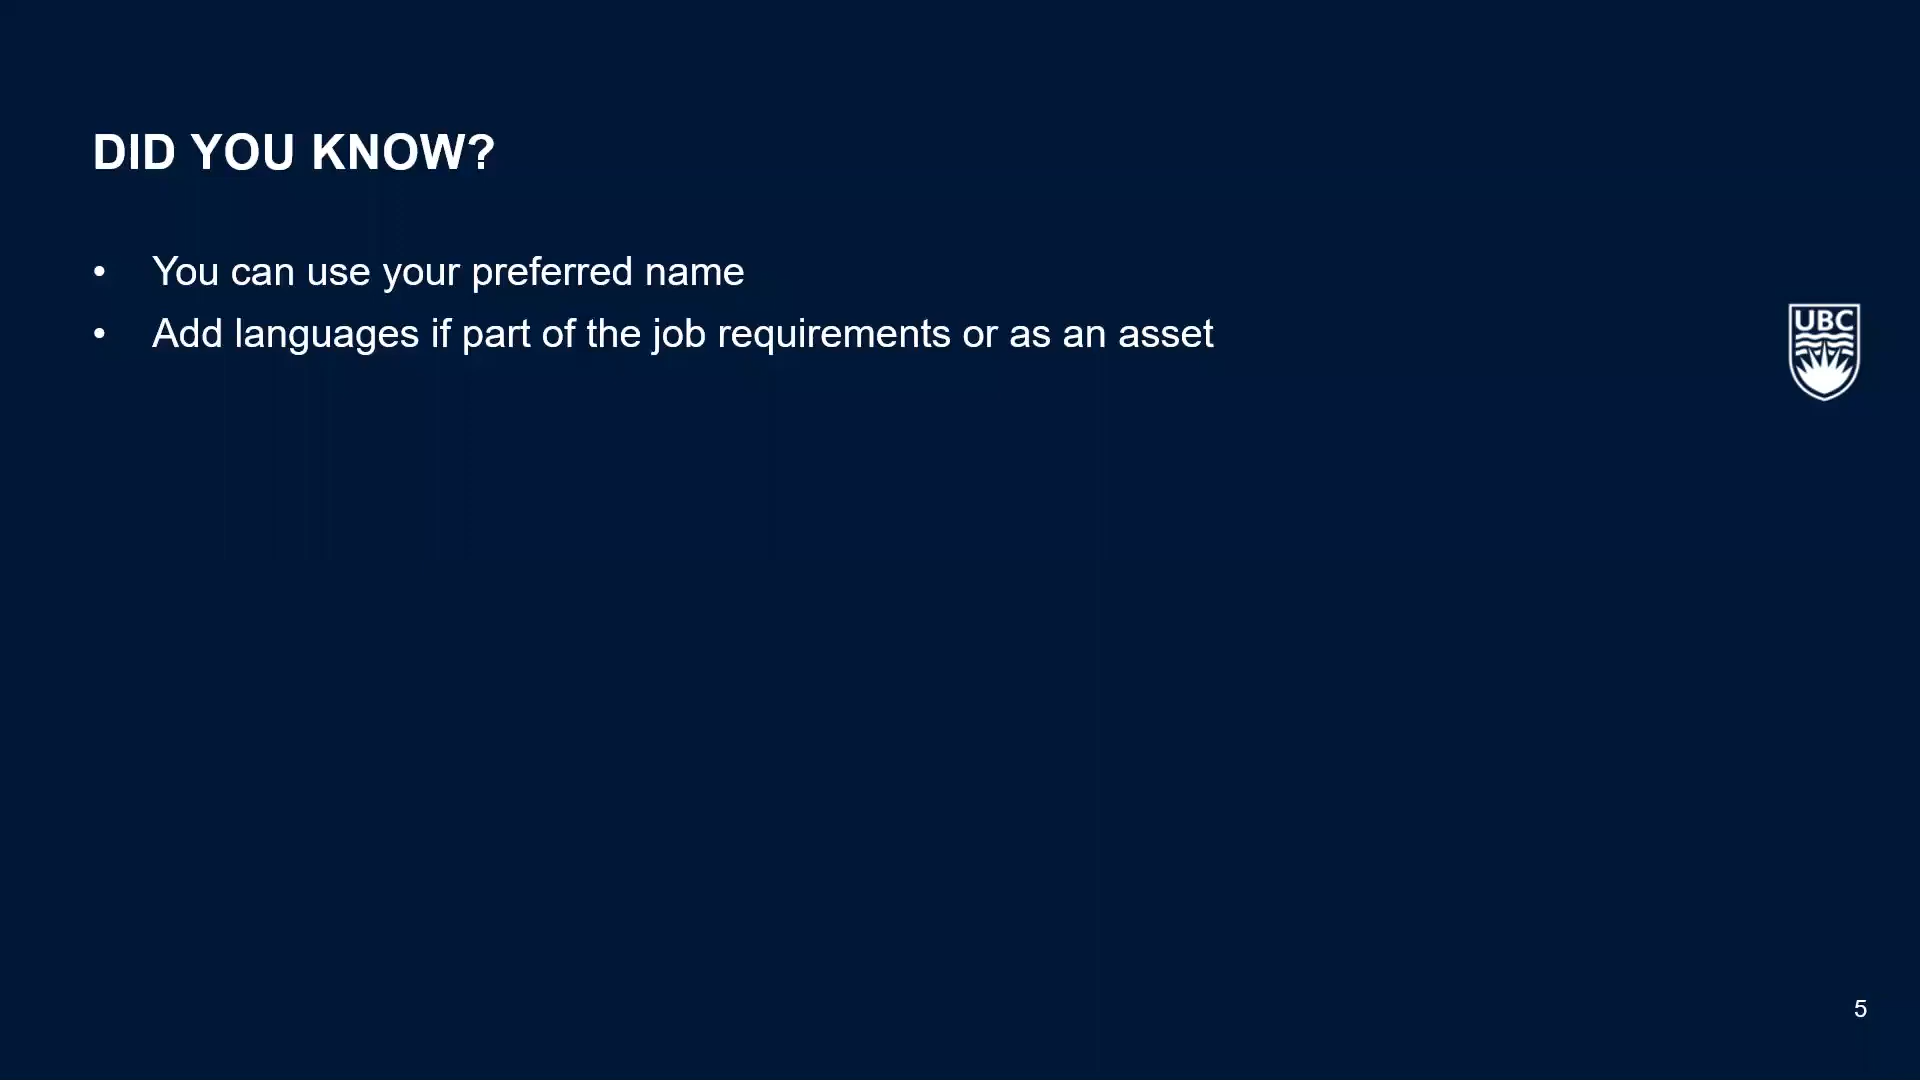 DID YOU KNOW?
• You can use your preferred name
• Add languages if part of the job requirements or as an asset
UBC
5